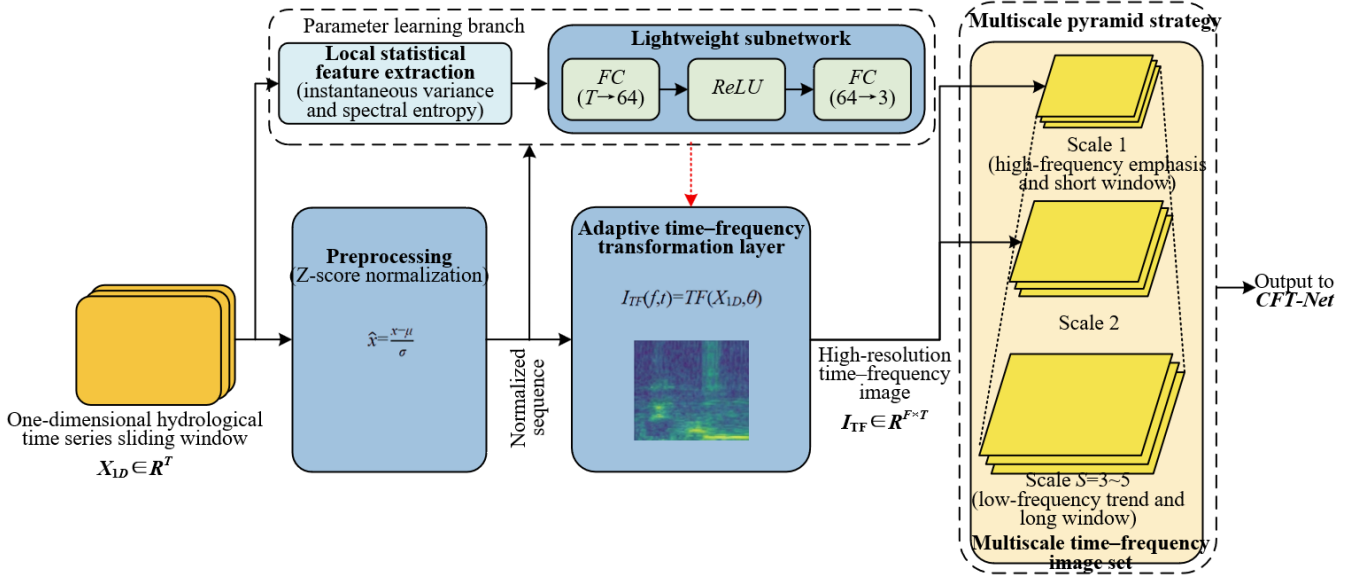 Parameter learning branch
Local statistical
feature extraction
(instantaneous variance
and spectral entropy)
Lightweight subnetwork
FC
(T→64)
ReLU
FC
(64→3)
Multiscale pyramid strategy
Scale 1
(high-frequency emphasis
and short window)
Scale 2
Scale S=3~5
(low-frequency trend and
long window)
Multiscale time–frequency
image set
Preprocessing
(Z-score normalization)
x̂=x−μ/σ
Normalized
sequence
Adaptive time–frequency
transformation layer
I_TF(f,t)=TF(X_1D,θ)
High-resolution
time–frequency
image
I_TF∈R^F×T
One-dimensional hydrological
time series sliding window
X_1D∈R^T
Output to
CFT-Net